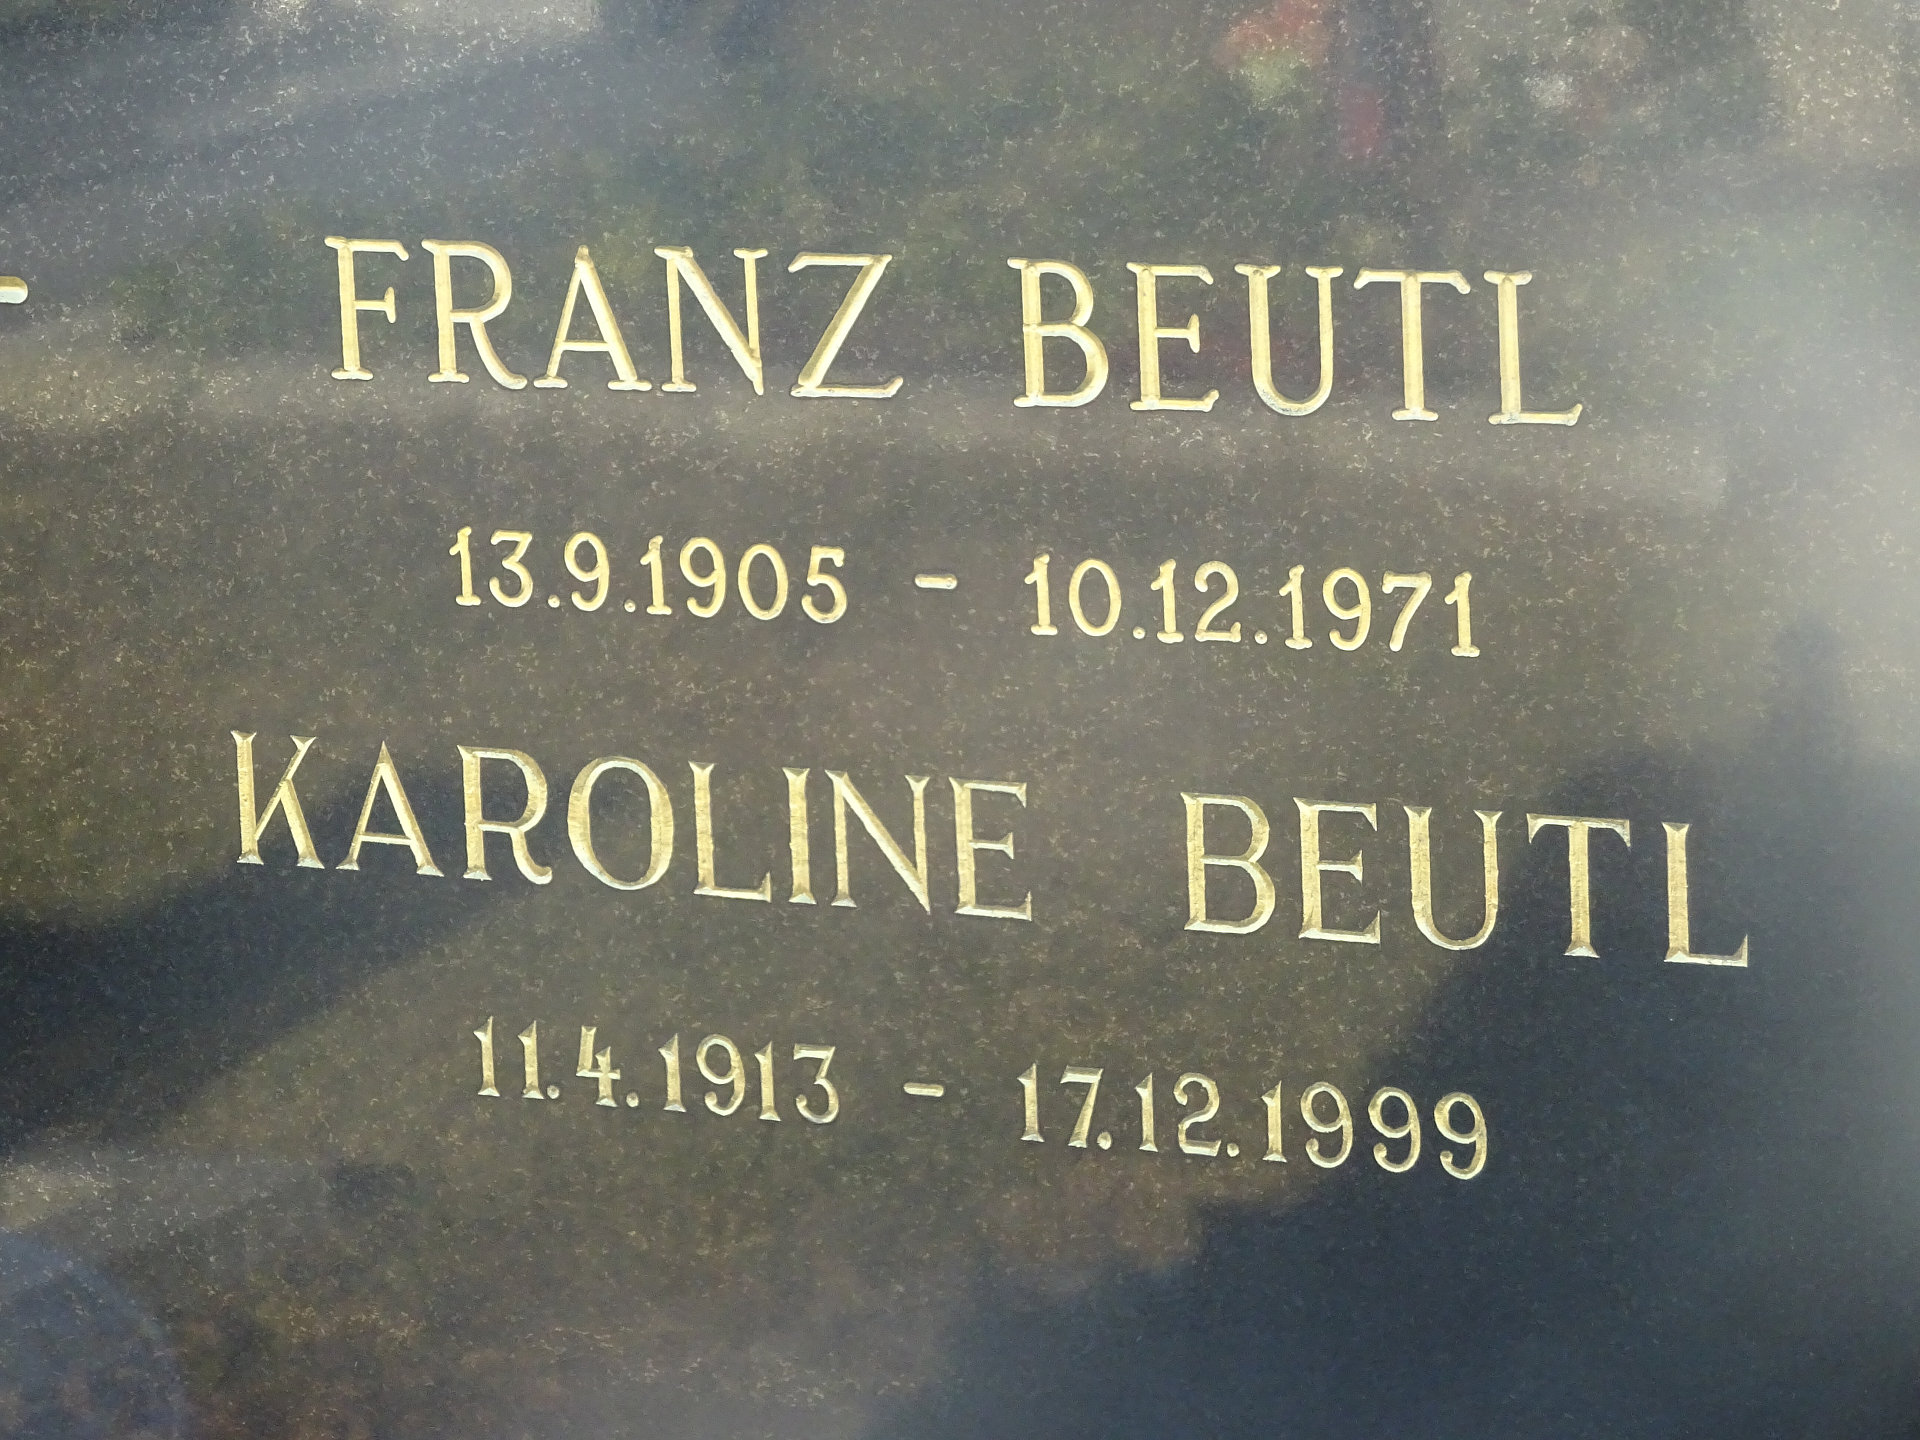 FRANZ BEUTL
13.9.1905 - 10.12.1971
KAROLINE BEUTL
11.4.1913 - 17.12.1999